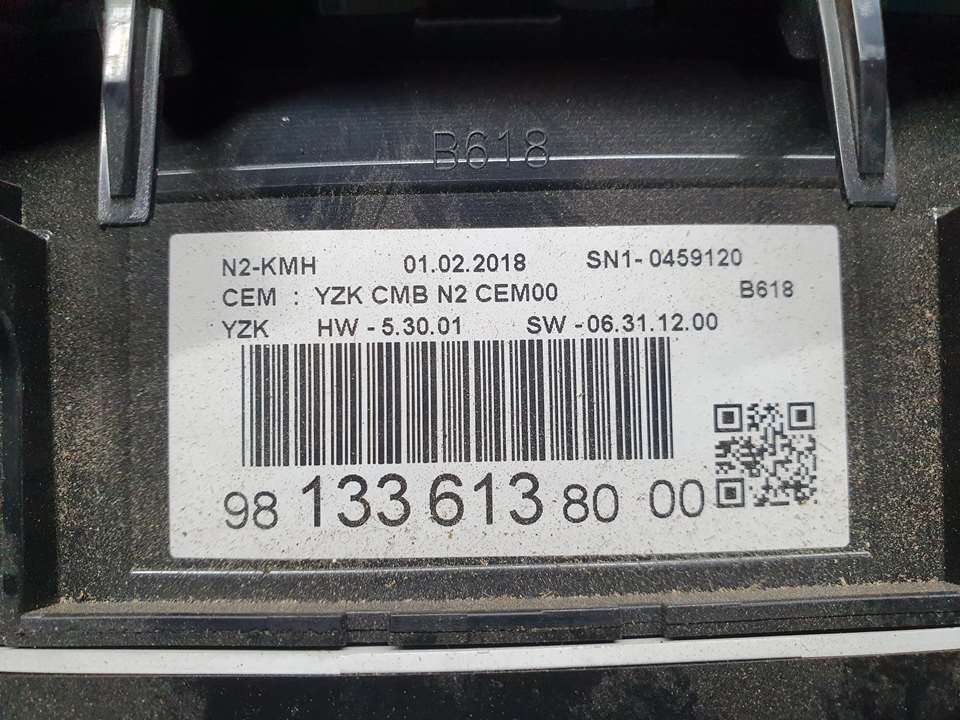 B618
N2-KMH 01.02.2018 SN1- 0459120
CEM : YZK CMB N2 CEM00 B618
YZK HW - 5.30.01 SW - 06.31.12.00
98 133 613 80 00